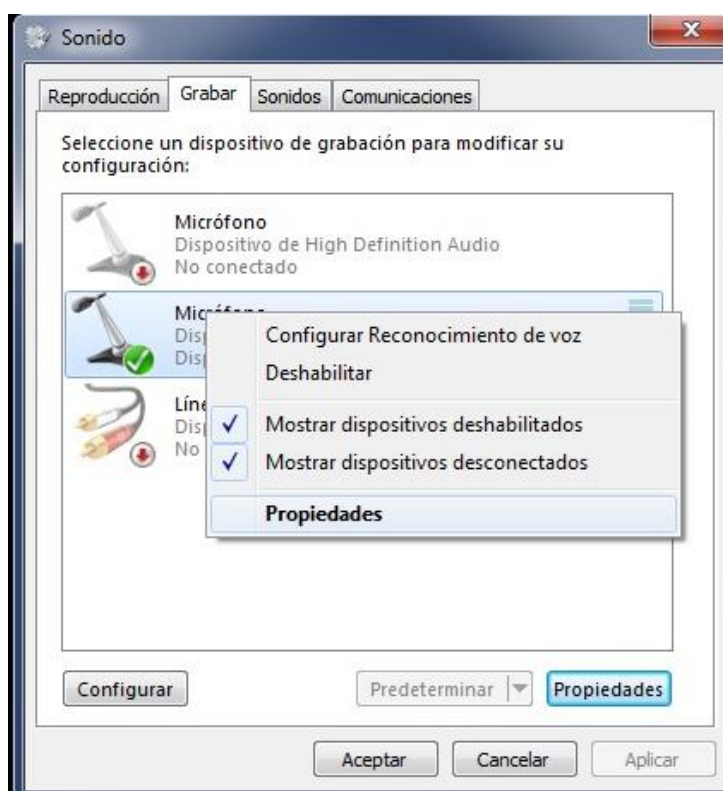 Sonido
Reproducción Grabar Sonidos Comunicaciones
Seleccione un dispositivo de grabación para modificar su
configuración:
Micrófono
Dispositivo de High Definition Audio
No conectado
Configurar Reconocimiento de voz
Deshabilitar
Mostrar dispositivos deshabilitados
Mostrar dispositivos desconectados
Propiedades
No
Configurar Predeterminar Propiedades
Aceptar Cancelar Aplicar